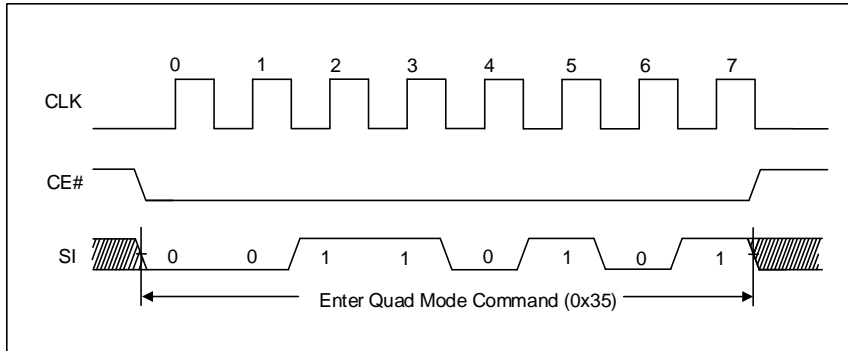 0 1 2 3 4 5 6 7
CLK
CE#
SI
0 0 1 1 0 1 0 1
Enter Quad Mode Command (0x35)